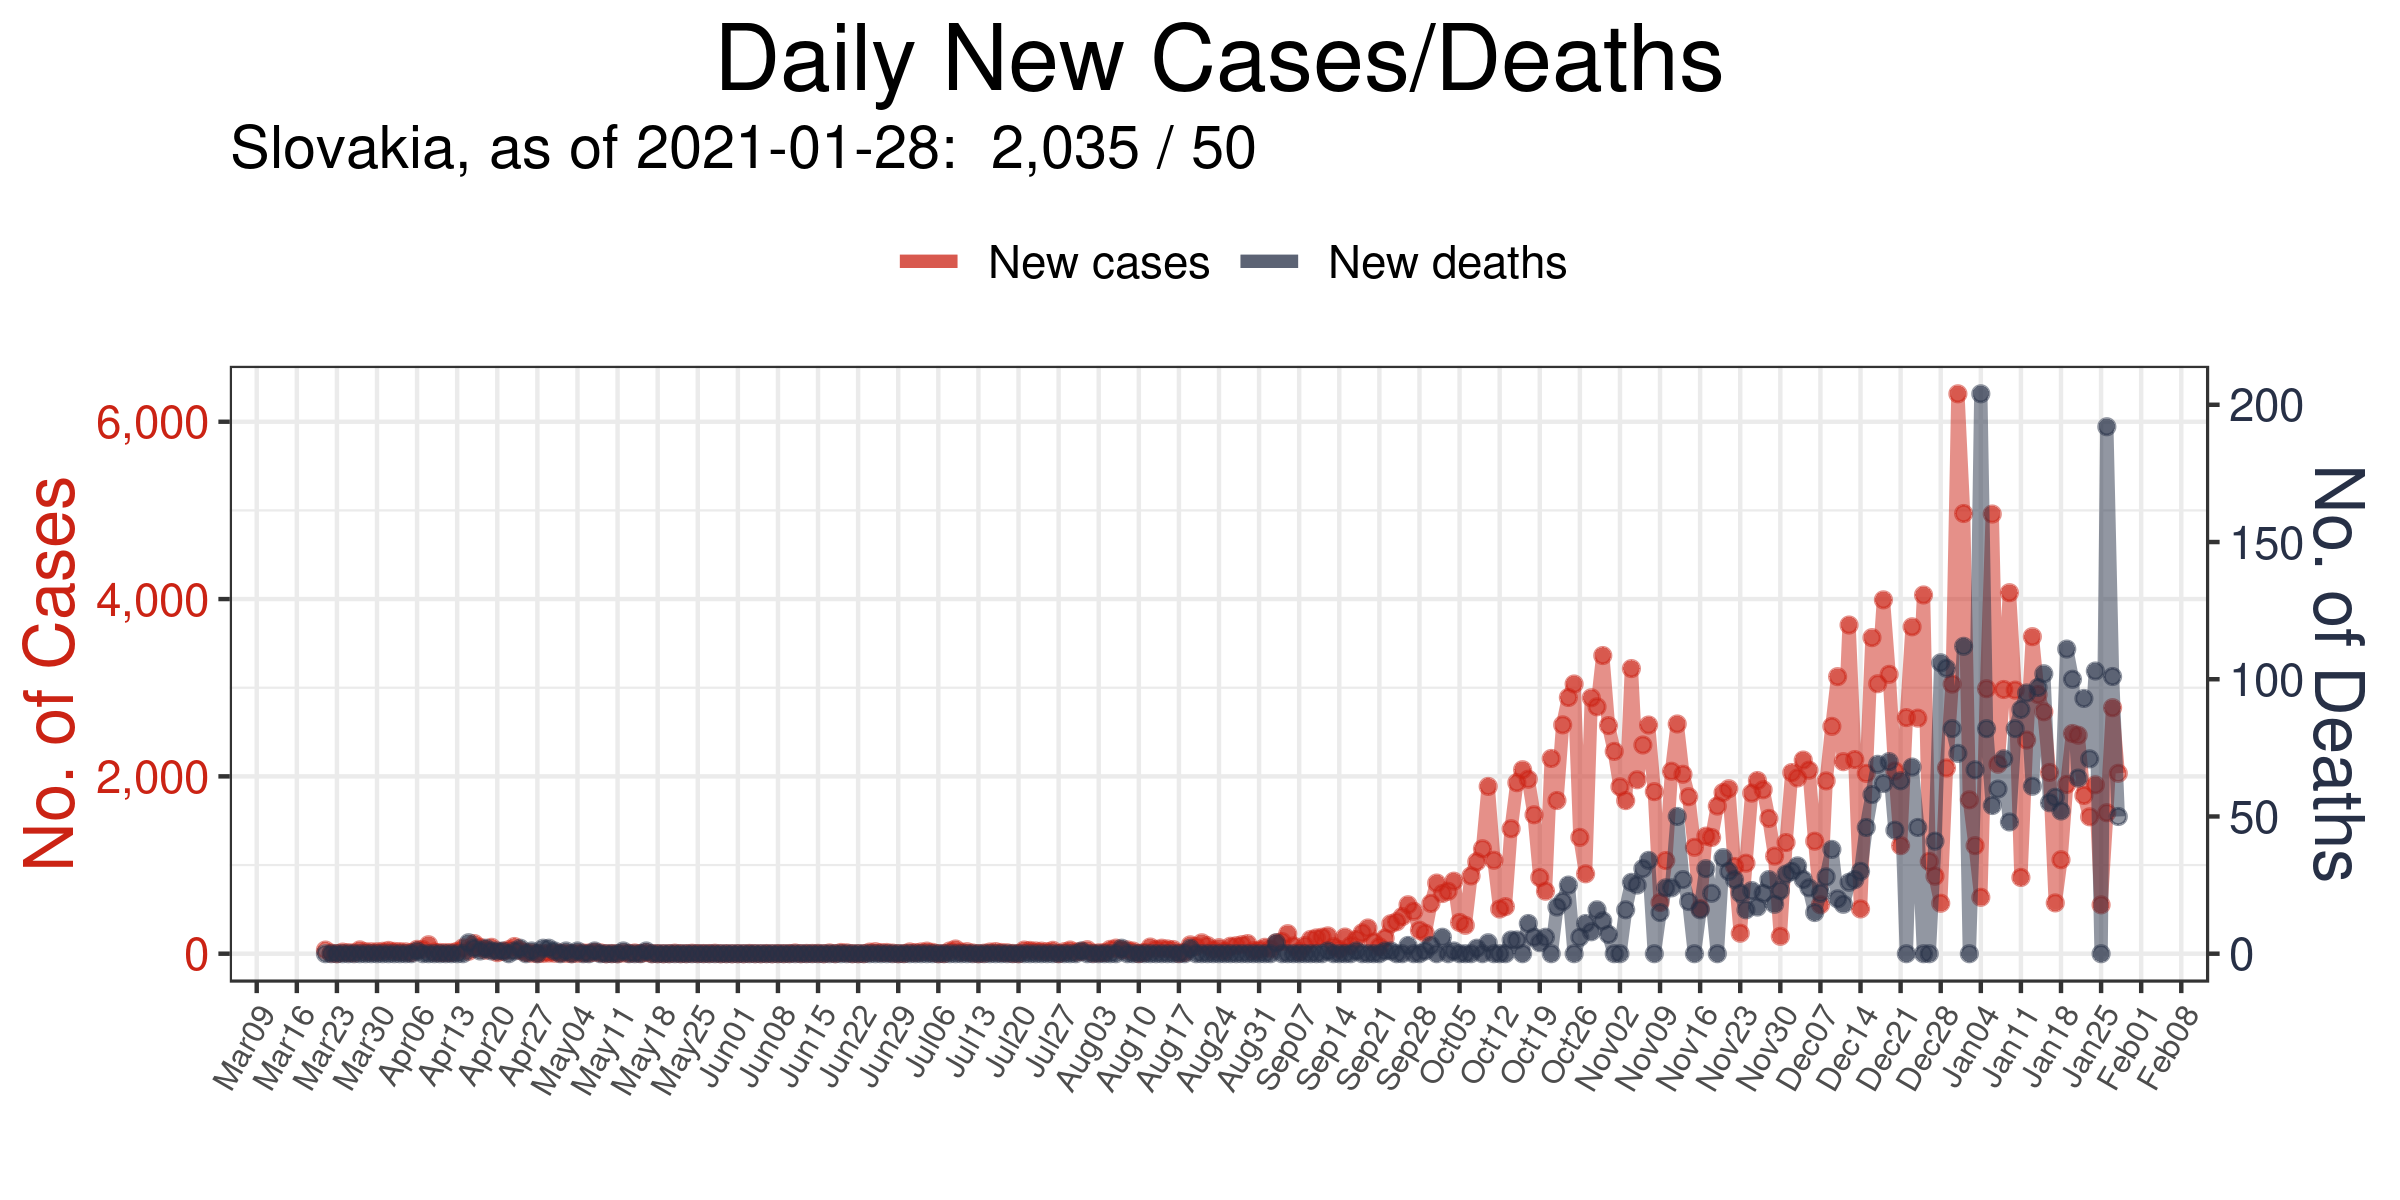 Daily New Cases/Deaths
Slovakia, as of 2021-01-28: 2,035 / 50
New cases
New deaths
No. of Cases
6,000
4,000
2,000
0
200
150
100
50
0
No. of Deaths
Mar09
Mar16
Mar23
Mar30
Apr06
Apr13
Apr20
Apr27
May04
May11
May18
May25
Jun01
Jun08
Jun15
Jun22
Jun29
Jul06
Jul13
Jul20
Jul27
Aug03
Aug10
Aug17
Aug24
Aug31
Sep07
Sep14
Sep21
Sep28
Oct05
Oct12
Oct19
Oct26
Nov02
Nov09
Nov16
Nov23
Nov30
Dec07
Dec14
Dec21
Dec28
Jan04
Jan11
Jan18
Jan25
Feb01
Feb08